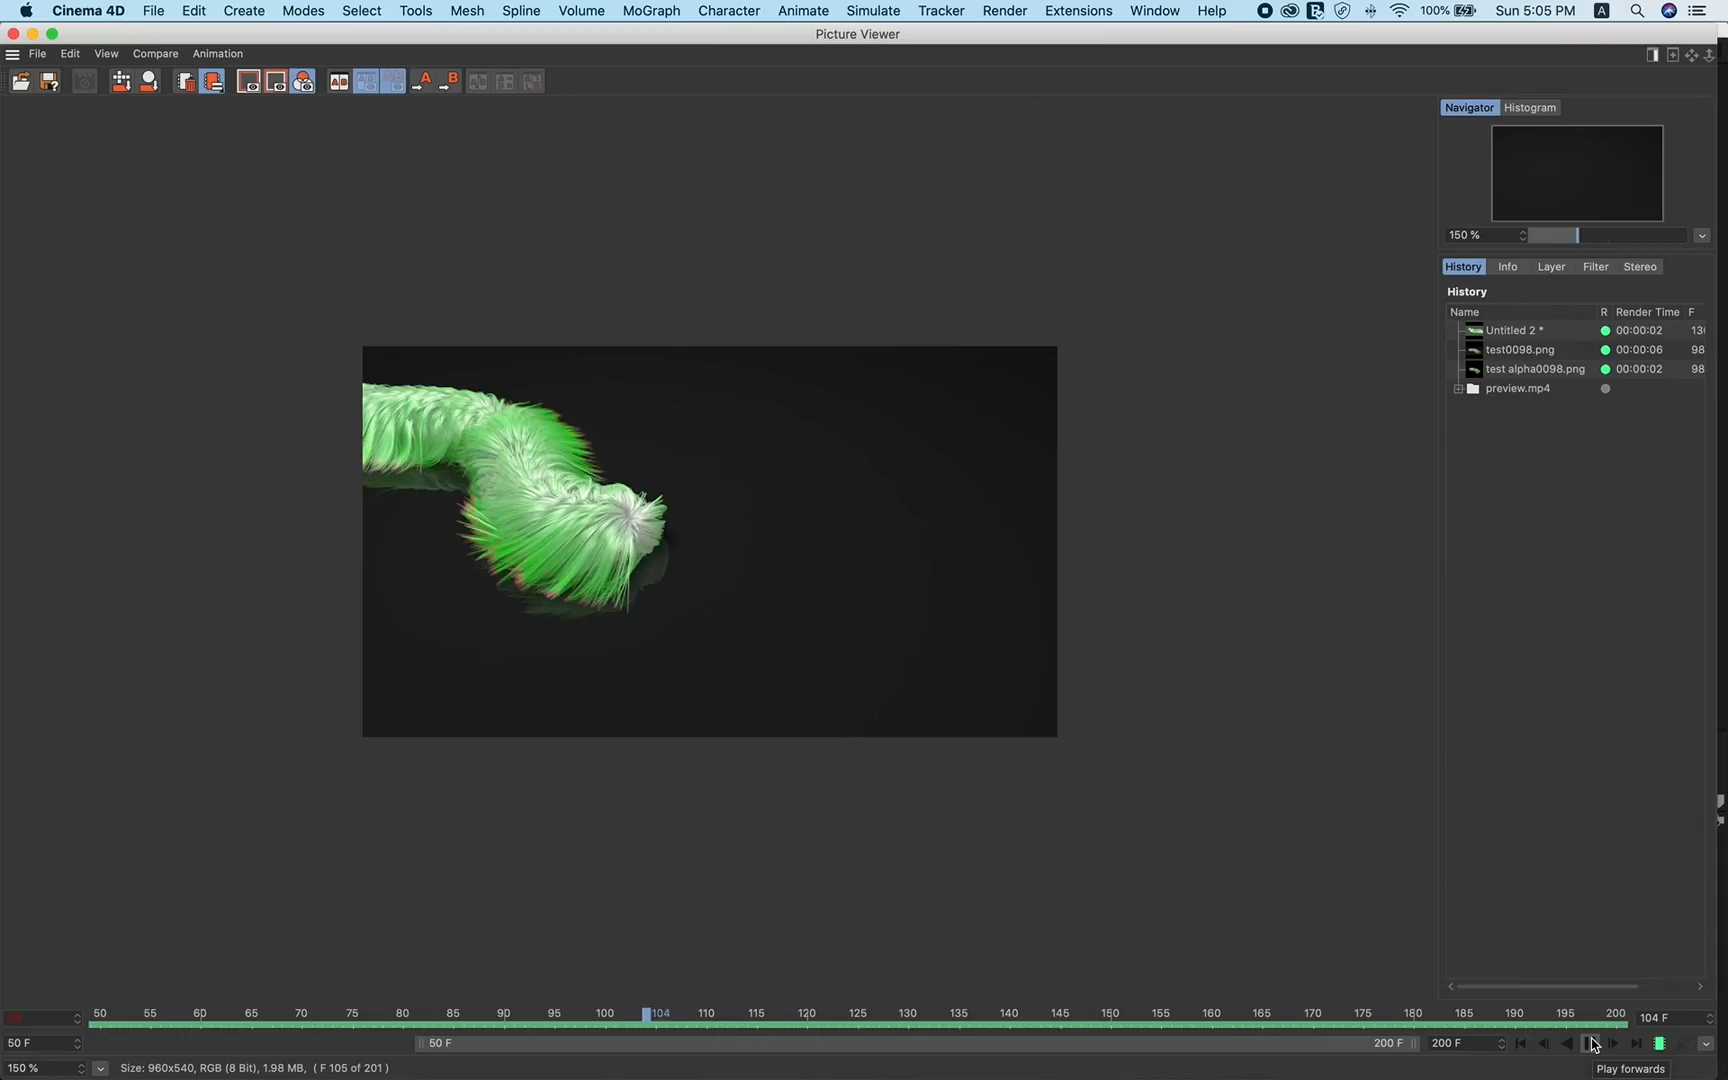 Cinema 4D File Edit Create Modes Select Tools Mesh Spline Volume MoGraph Character Animate Simulate Tracker Render Extensions Window Help 100% Sun 5:05 PM A
Picture Viewer
File Edit View Compare Animation
A B
Navigator Histogram
150 %
History Info Layer Filter Stereo
History
Name R Render Time F
Untitled 2 * 00:00:02 13
test0098.png 00:00:06 98
test alpha0098.png 00:00:02 98
preview.mp4
50 55 60 65 70 75 80 85 90 95 100 104 110 115 120 125 130 135 140 145 150 155 160 165 170 175 180 185 190 195 200 104 F
50 F 50 F 200 F 200 F
150 % Size: 960x540, RGB (8 Bit), 1.98 MB, ( F 105 of 201 ) Play forwards